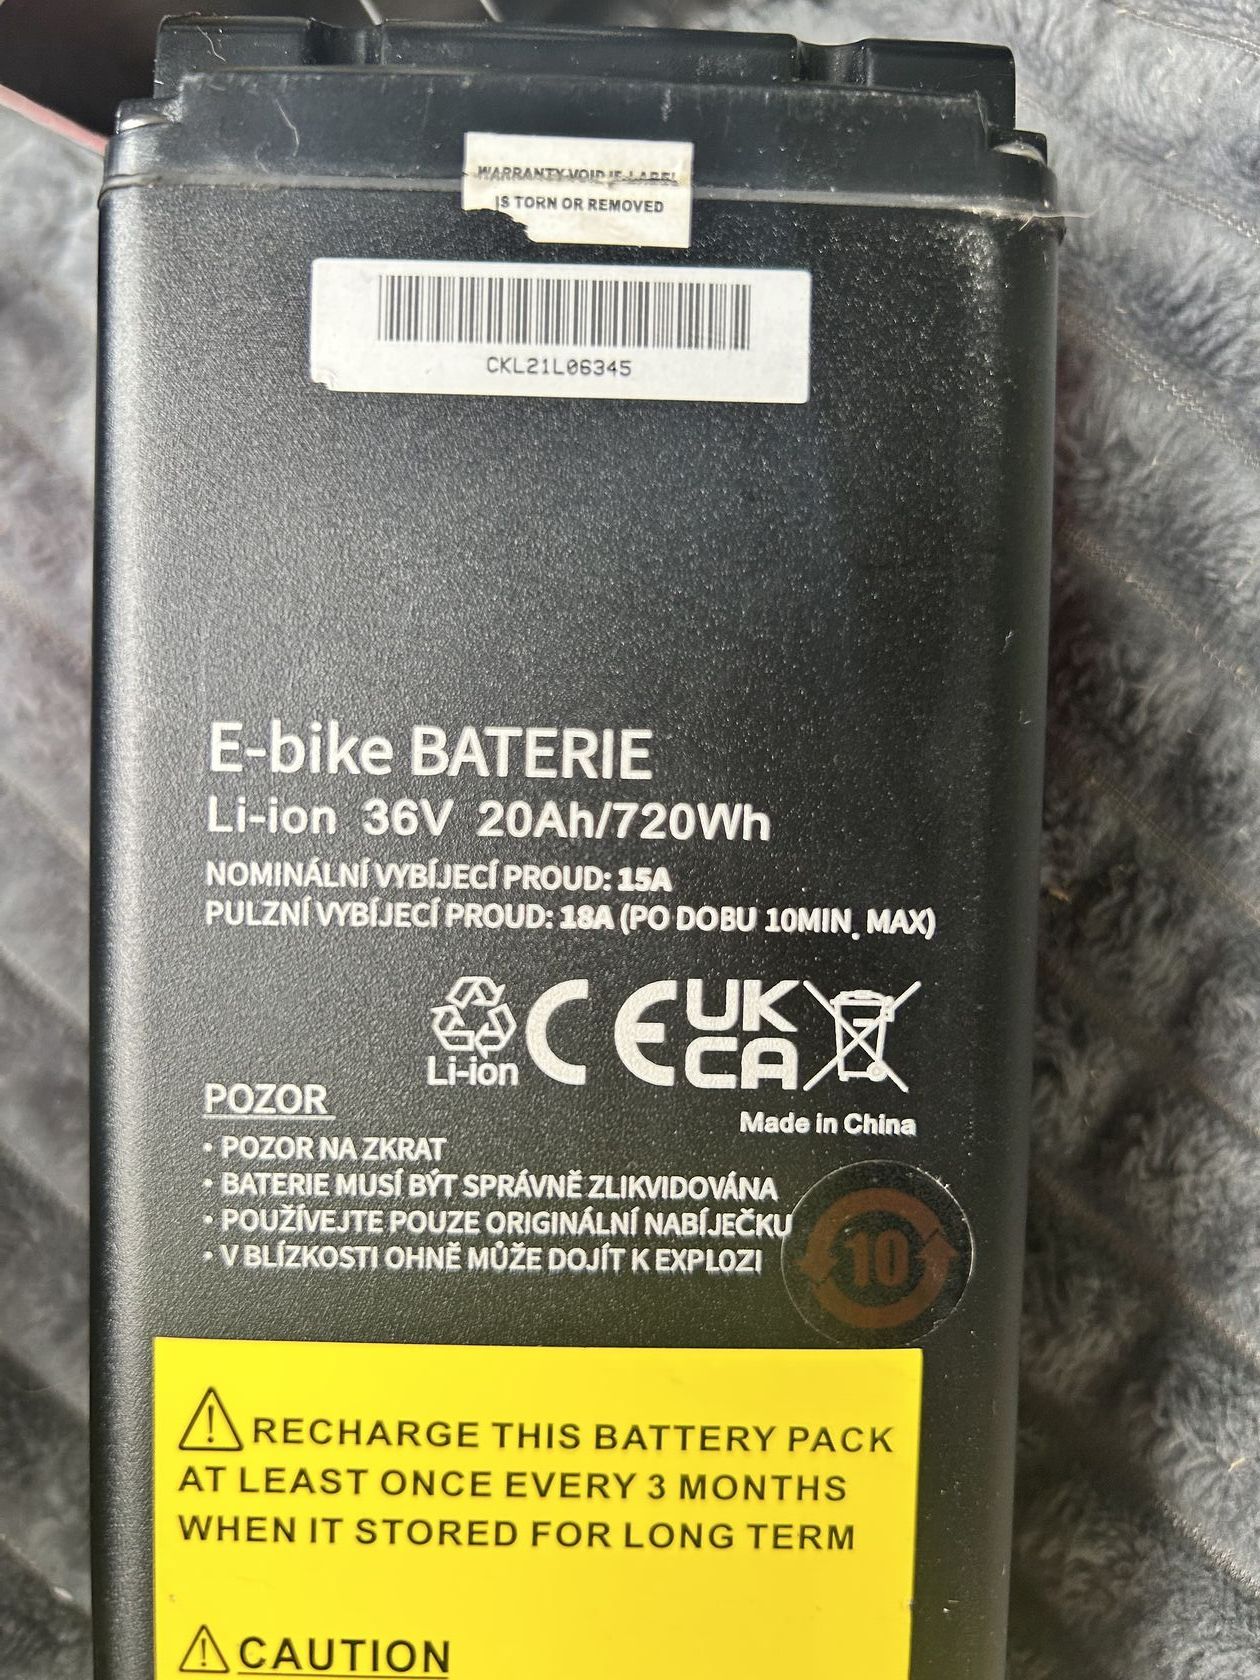 WARRANTY VOID IF LABEL
IS TORN OR REMOVED
CKL21L06345
E-bike BATERIE
Li-ion 36V 20Ah/720Wh
NOMINÁLNÍ VYBÍJECÍ PROUD: 15A
PULZNÍ VYBÍJECÍ PROUD: 18A (PO DOBU 10MIN. MAX)
Li-ion
CE
UK
CA
Made in China
POZOR
• POZOR NA ZKRAT
• BATERIE MUSÍ BÝT SPRÁVNĚ ZLIKVIDOVÁNA
• POUŽÍVEJTE POUZE ORIGINÁLNÍ NABÍJEČKU
• V BLÍZKOSTI OHNĚ MŮŽE DOJÍT K EXPLOZI
10
RECHARGE THIS BATTERY PACK
AT LEAST ONCE EVERY 3 MONTHS
WHEN IT STORED FOR LONG TERM
CAUTION